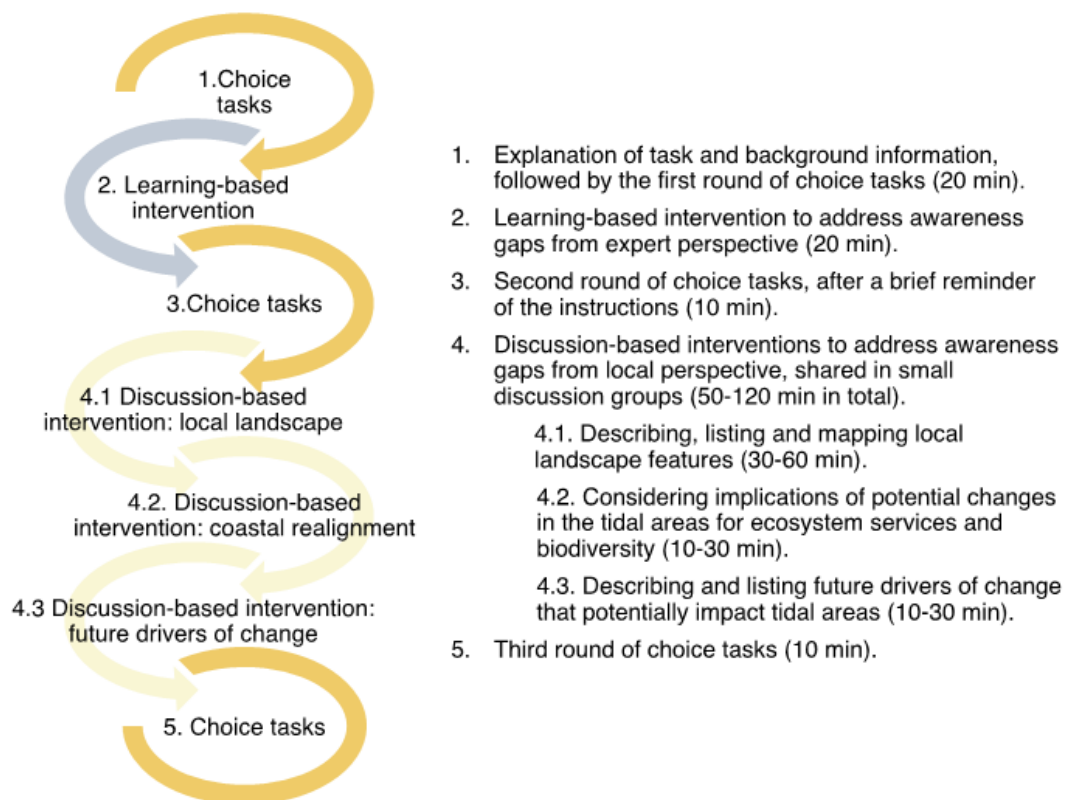 1.Choice
tasks
2. Learning-based
intervention
3.Choice tasks
4.1 Discussion-based
intervention: local landscape
4.2. Discussion-based
intervention: coastal realignment
4.3 Discussion-based intervention:
future drivers of change
5. Choice tasks
1. Explanation of task and background information,
followed by the first round of choice tasks (20 min).
2. Learning-based intervention to address awareness
gaps from expert perspective (20 min).
3. Second round of choice tasks, after a brief reminder
of the instructions (10 min).
4. Discussion-based interventions to address awareness
gaps from local perspective, shared in small
discussion groups (50-120 min in total).
4.1. Describing, listing and mapping local
landscape features (30-60 min).
4.2. Considering implications of potential changes
in the tidal areas for ecosystem services and
biodiversity (10-30 min).
4.3. Describing and listing future drivers of change
that potentially impact tidal areas (10-30 min).
5. Third round of choice tasks (10 min).